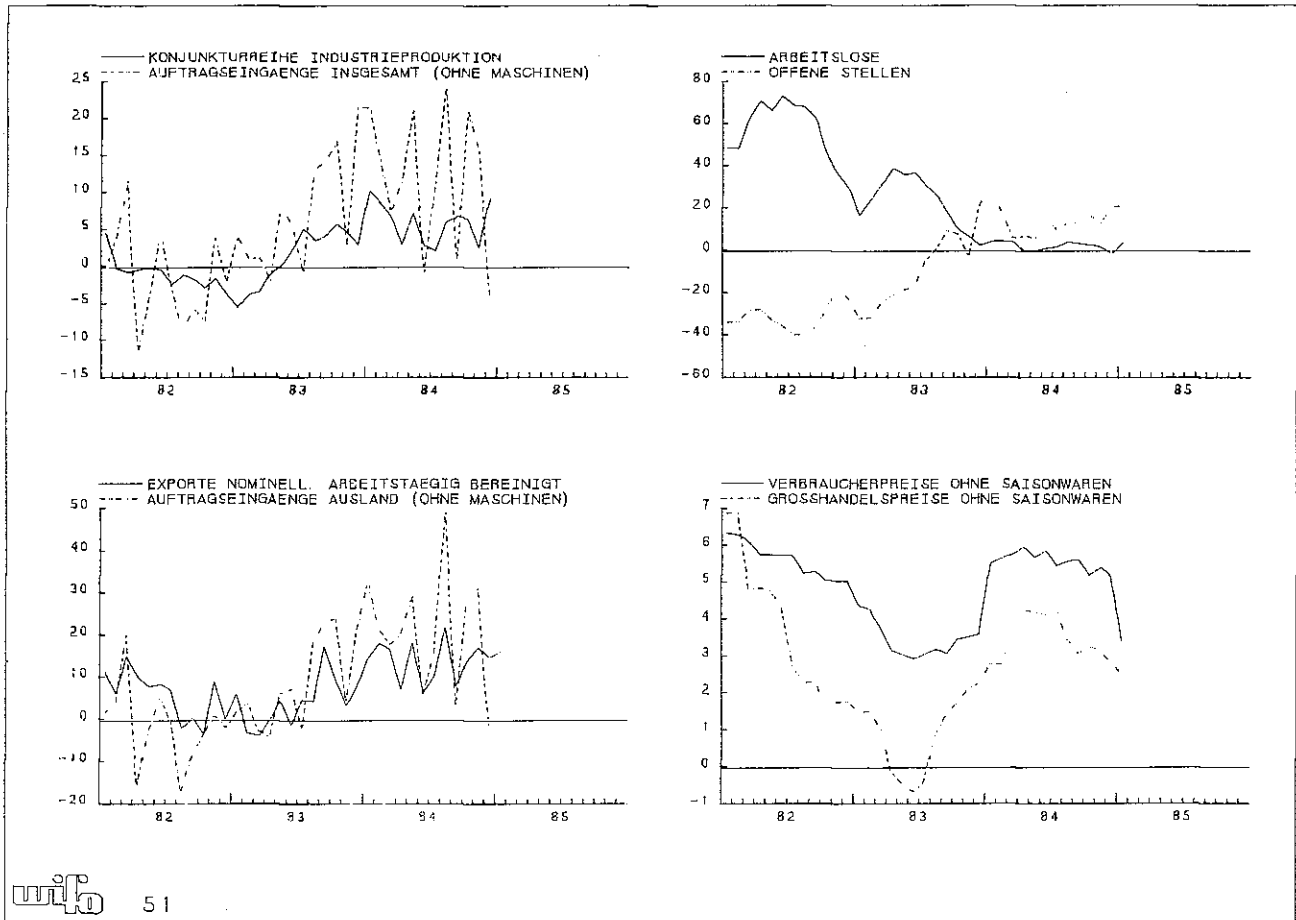 KONJUNKTURREIHE INDUSTRIEPRODUKTION
AUFTRAGSEINGAENGE INSGESAMT (OHNE MASCHINEN)
25
20
15
10
5
0
-5
-10
-15
82 83 84 85
ARBEITSLOSE
OFFENE STELLEN
80
60
40
20
0
-20
-40
-60
82 83 84 85
EXPORTE NOMINELL. ARBEITSTAEGIG BEREINIGT
AUFTRAGSEINGAENGE AUSLAND (OHNE MASCHINEN)
50
40
30
20
10
0
-10
-20
82 83 84 85
VERBRAUCHERPREISE OHNE SAISONWAREN
GROSSHANDELSPREISE OHNE SAISONWAREN
7
6
5
4
3
2
1
0
-1
82 83 84 85
wifo 51